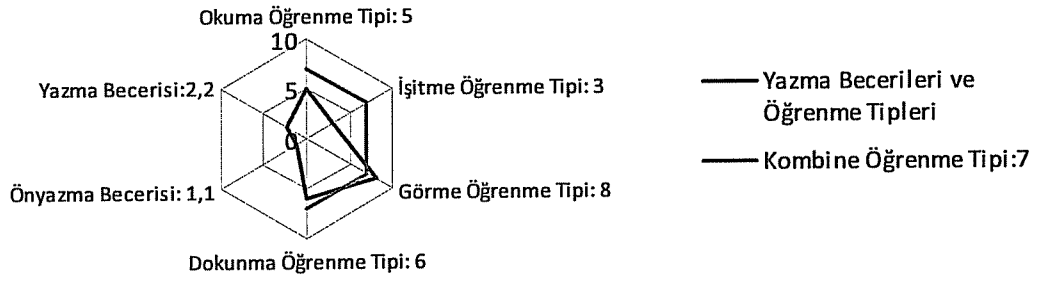 Okuma Öğrenme Tipi: 5
10
Yazma Becerisi:2,2
5
İşitme Öğrenme Tipi: 3
0
Önyazma Becerisi: 1,1
Görme Öğrenme Tipi: 8
Dokunma Öğrenme Tipi: 6
Yazma Becerileri ve
Öğrenme Tipleri
Kombine Öğrenme Tipi:7